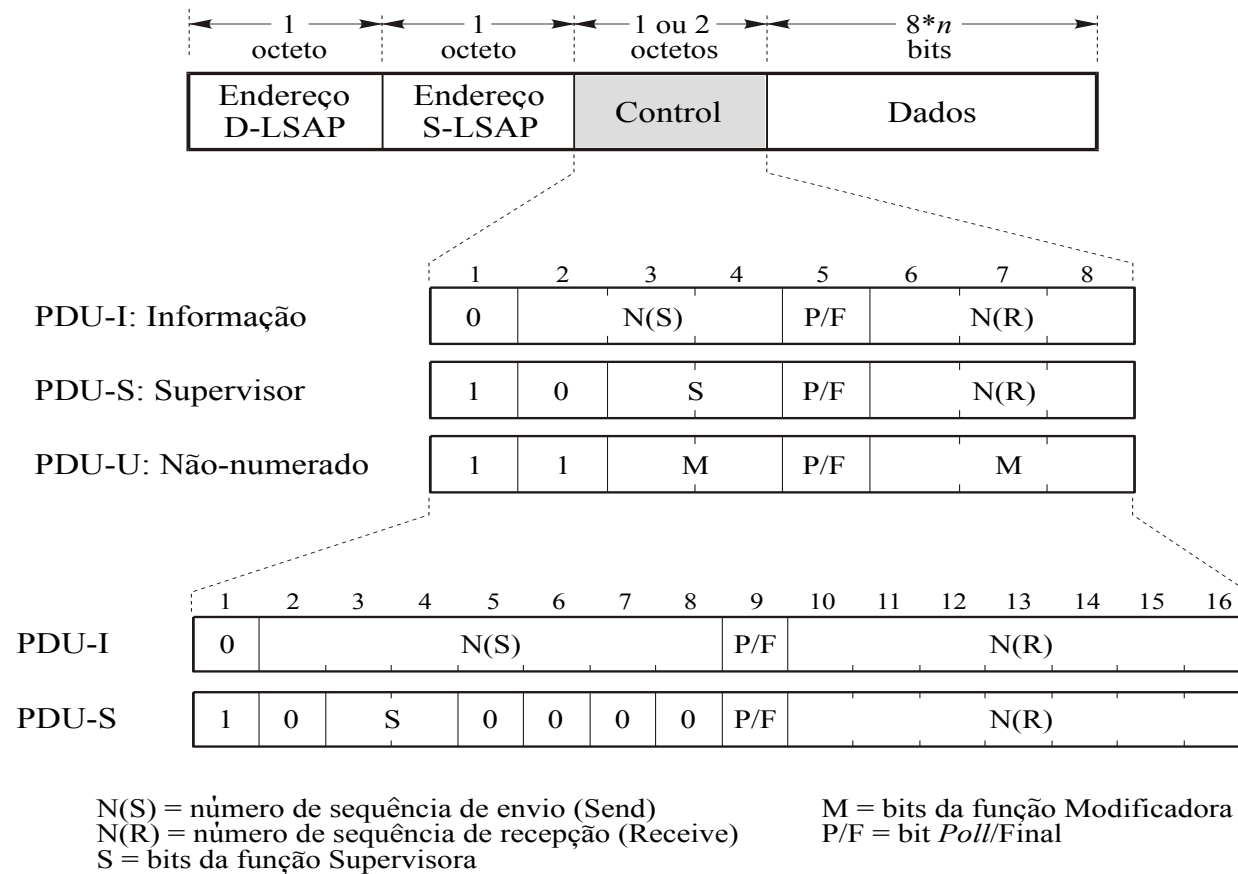 1 octeto 1 octeto 1 ou 2 octetos 8*n bits
Endereço D-LSAP Endereço S-LSAP Control Dados
1 2 3 4 5 6 7 8
PDU-I: Informação 0 N(S) P/F N(R)
PDU-S: Supervisor 1 0 S P/F N(R)
PDU-U: Não-numerado 1 1 M P/F M
1 2 3 4 5 6 7 8 9 10 11 12 13 14 15 16
PDU-I 0 N(S) P/F N(R)
PDU-S 1 0 S 0 0 0 0 P/F N(R)
N(S) = número de sequência de envio (Send)
N(R) = número de sequência de recepção (Receive)
S = bits da função Supervisora
M = bits da função Modificadora
P/F = bit Poll/Final